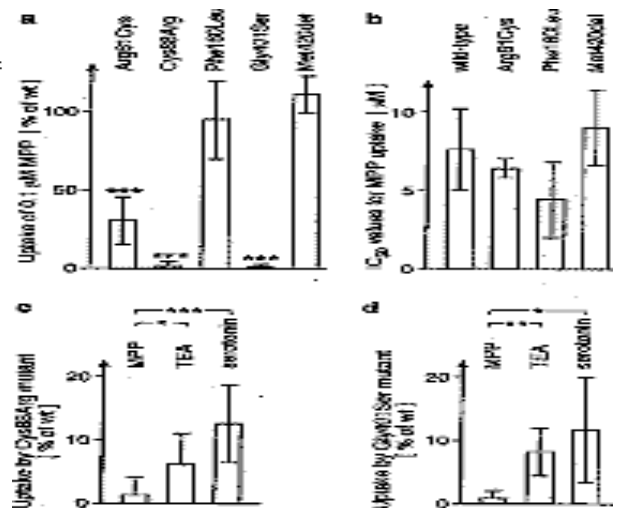 Arg61Cys
Cys88Arg
Phe160Leu
Gly401Ser
Met420del
Uptake of 0,1 µM MPP [ % of wt ]
100
50
0
***
***
***
wild-type
Arg61Cys
Phe160Leu
Met420del
IC50 values for MPP uptake [ µM ]
10
5
0
***
*
MPP
TEA
serotonin
Uptake by Cys88Arg mutant
[ % of wt ]
20
10
0
*
**
MPP
TEA
serotonin
Uptake by Gly401Ser mutant
[ % of wt ]
20
10
0